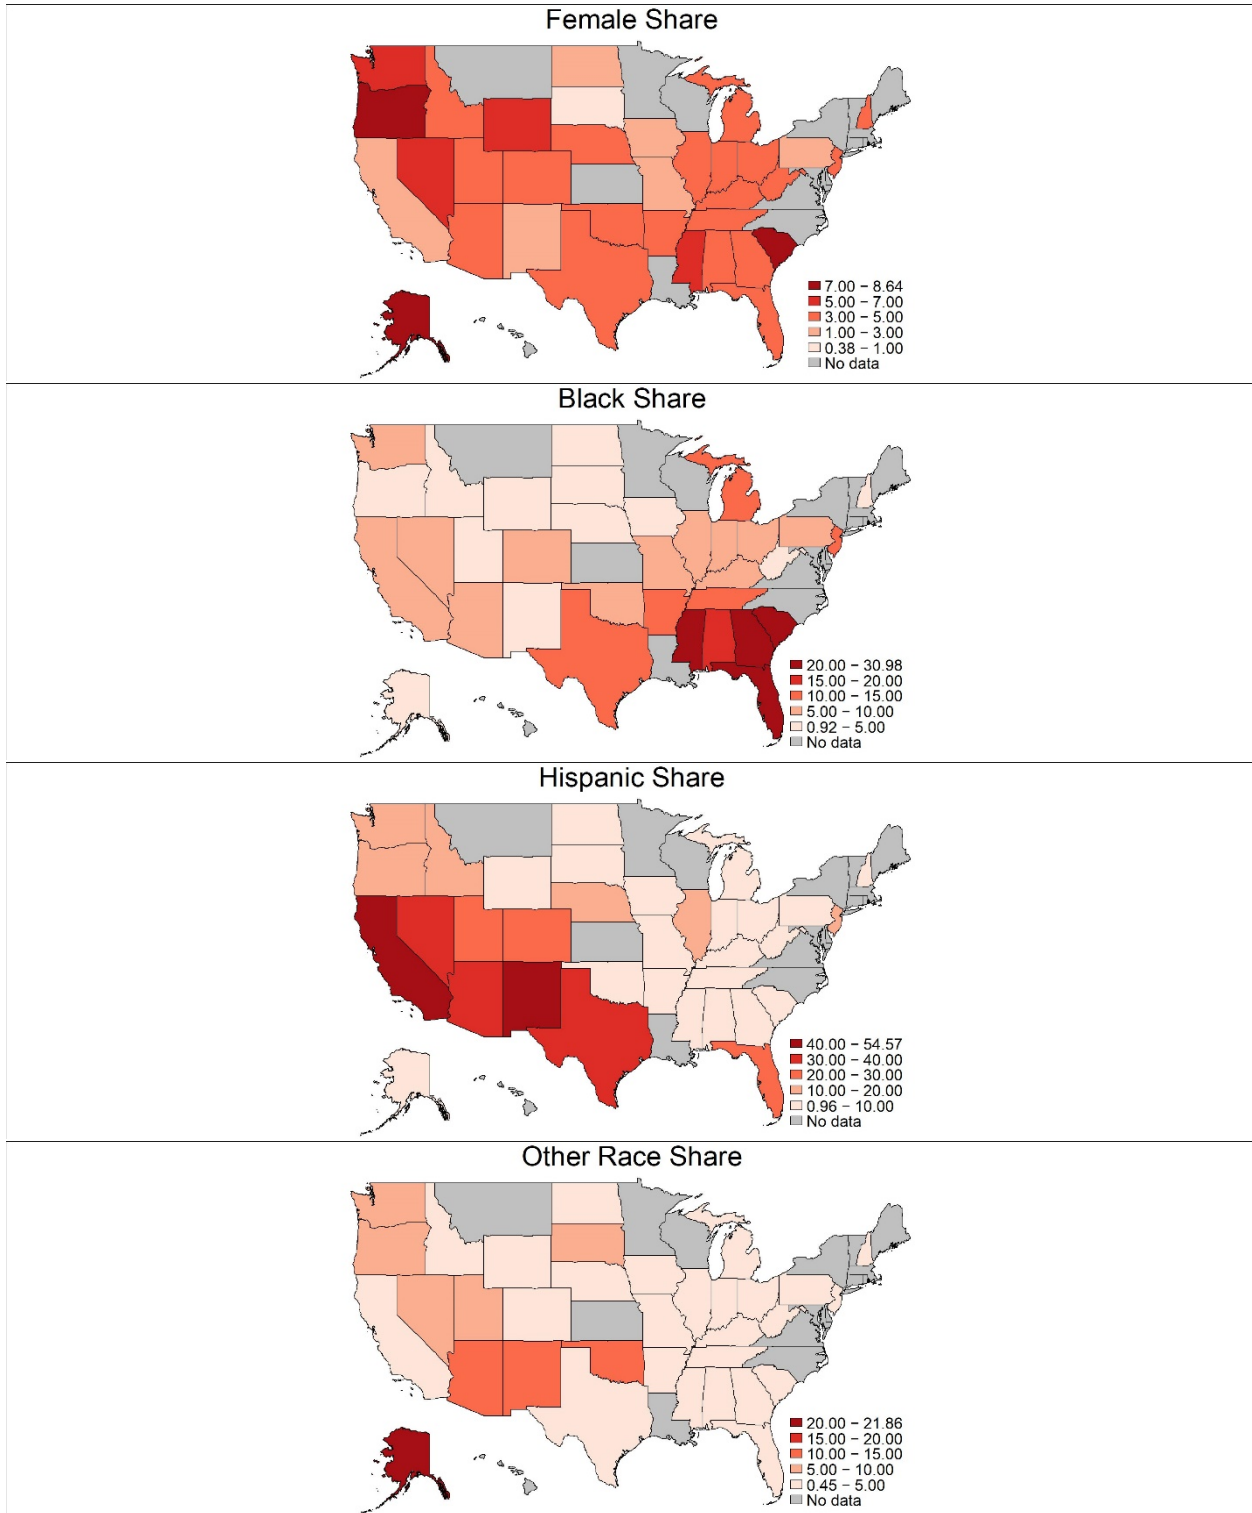 Female Share
7.00 – 8.64
5.00 – 7.00
3.00 – 5.00
1.00 – 3.00
0.38 – 1.00
No data
Black Share
20.00 – 30.98
15.00 – 20.00
10.00 – 15.00
5.00 – 10.00
0.92 – 5.00
No data
Hispanic Share
40.00 – 54.57
30.00 – 40.00
20.00 – 30.00
10.00 – 20.00
0.96 – 10.00
No data
Other Race Share
20.00 – 21.86
15.00 – 20.00
10.00 – 15.00
5.00 – 10.00
0.45 – 5.00
No data